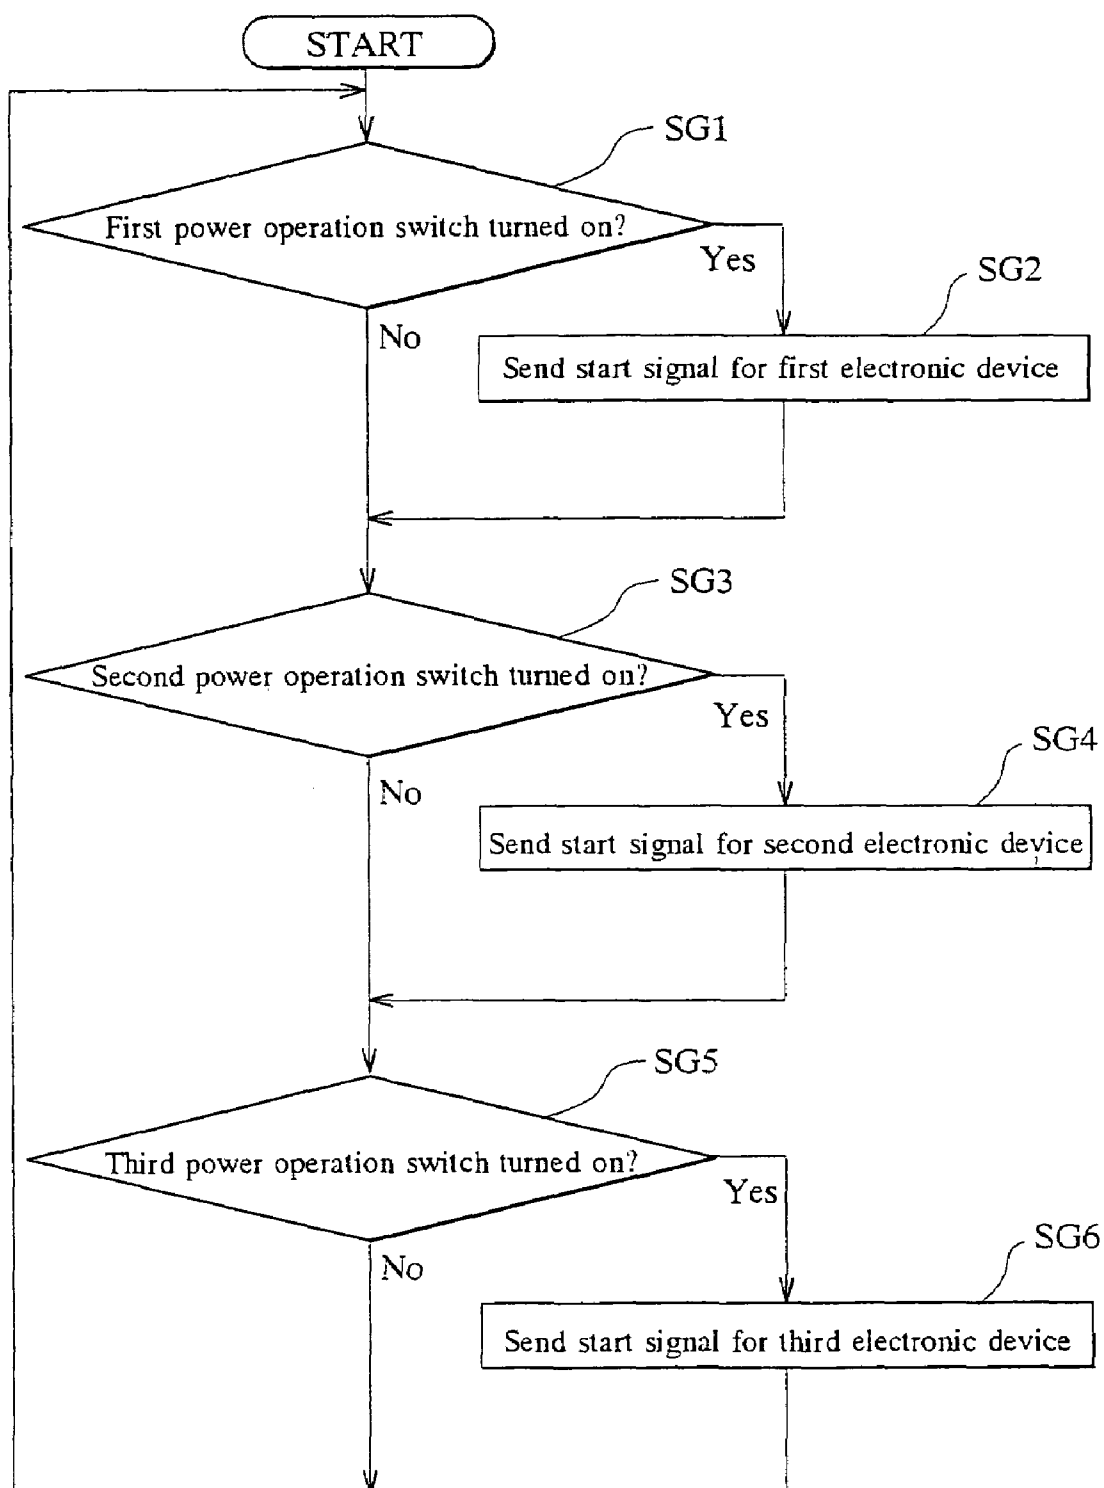 START
SG1
First power operation switch turned on?
Yes
SG2
No
Send start signal for first electronic device
SG3
Second power operation switch turned on?
Yes
SG4
No
Send start signal for second electronic device
SG5
Third power operation switch turned on?
Yes
SG6
No
Send start signal for third electronic device